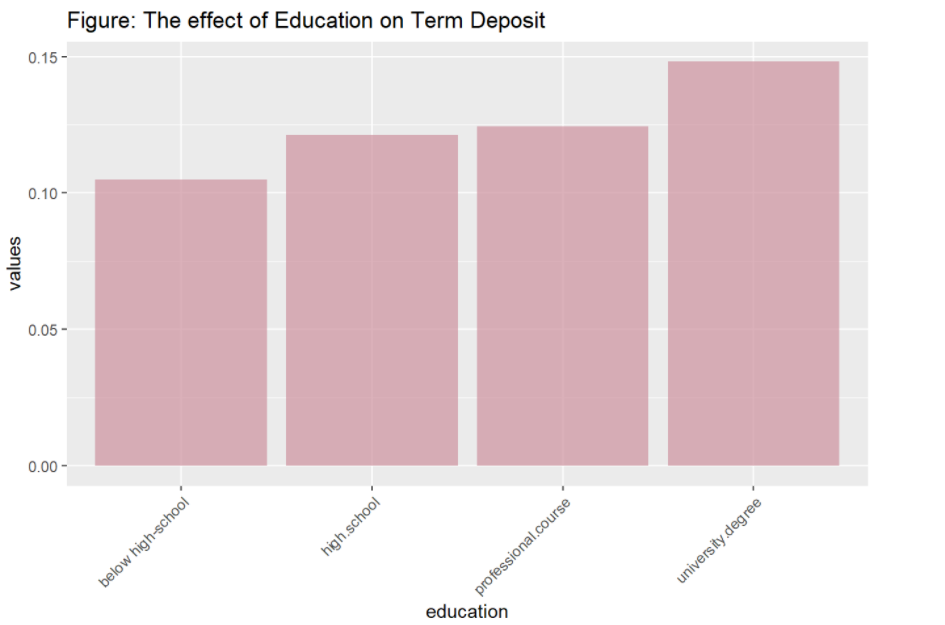 Figure: The effect of Education on Term Deposit
values
0.15
0.10
0.05
0.00
below high-school
high.school
professional.course
university.degree
education